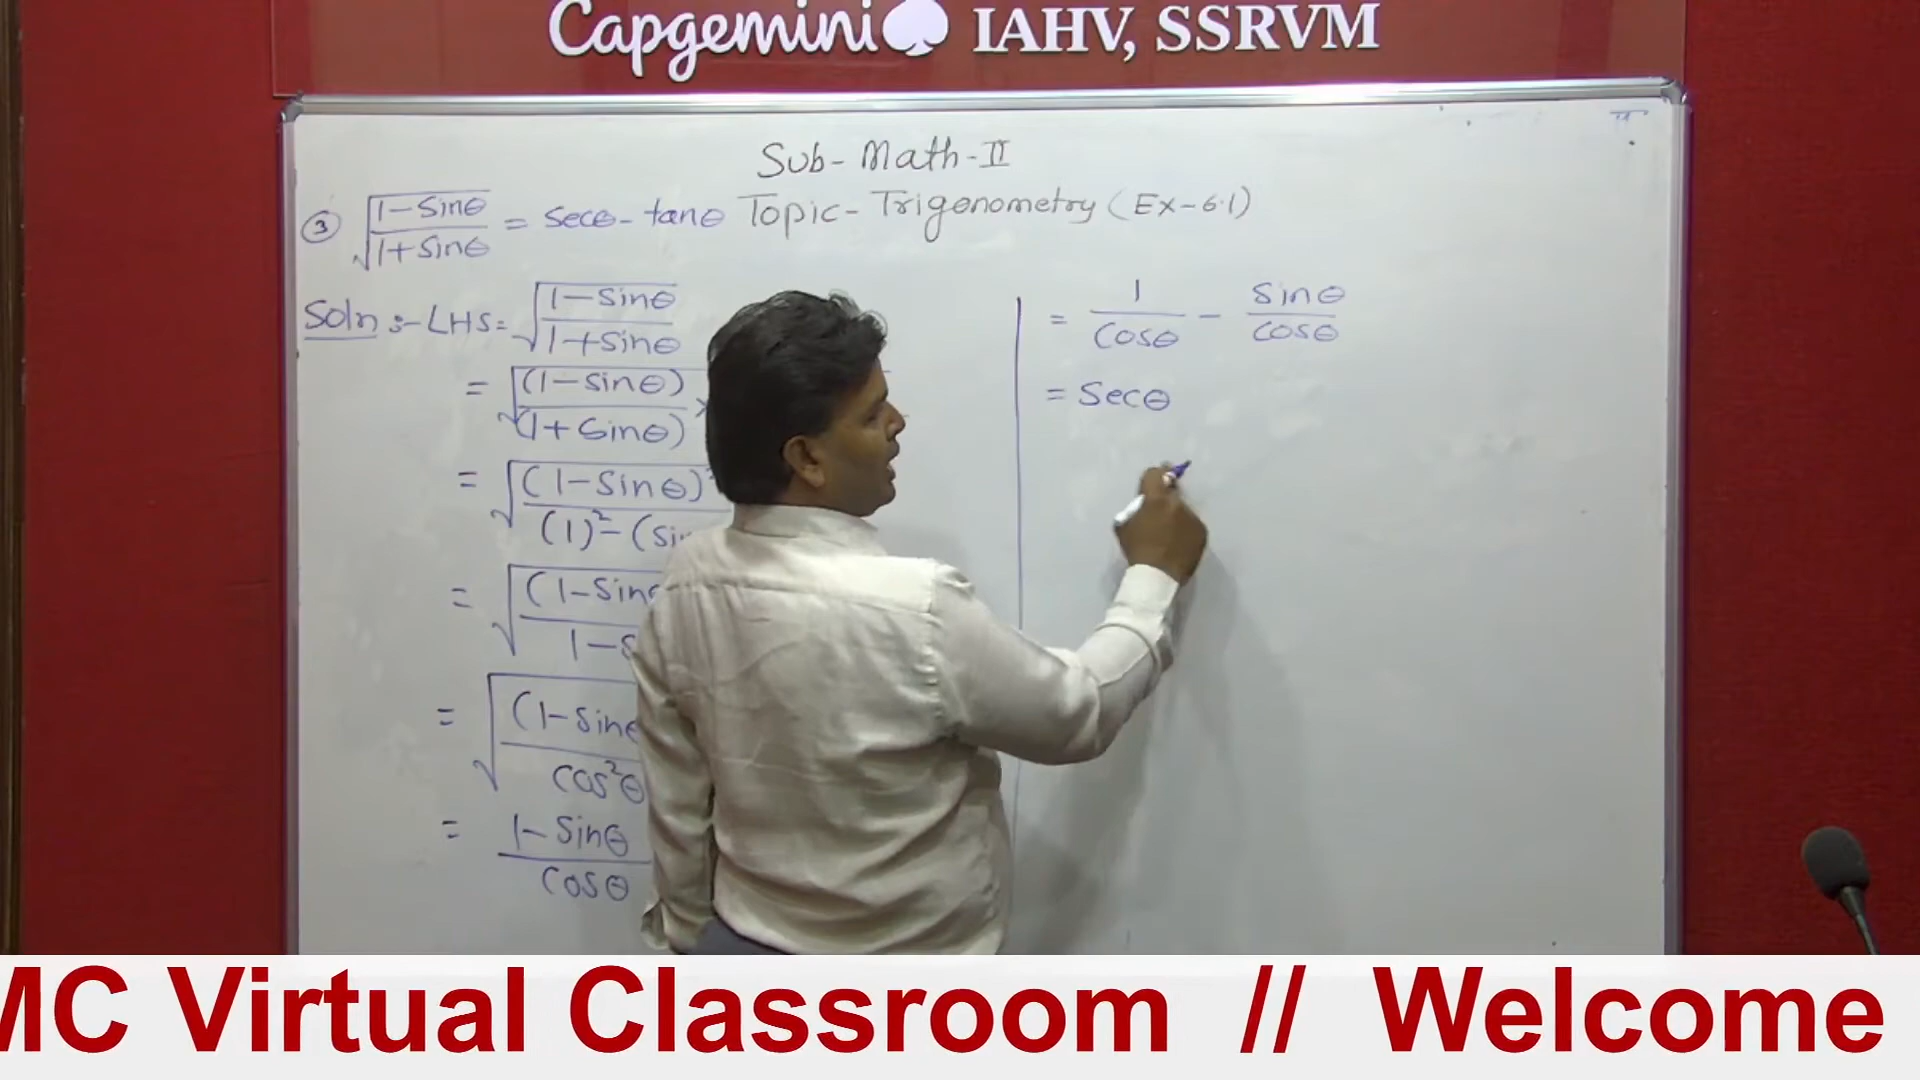 Capgemini IAHV, SSRVM
Sub- Math-II
Topic- Trigonometry (Ex-6.1)
③ √(1-Sinθ / 1+Sinθ) = Secθ - tanθ
Soln :- LHS = √(1-Sinθ / 1+Sinθ)
= √((1-Sinθ) / (1+Sinθ)) ×
= √((1-Sinθ)² / (1)² - (
= √((1-Sin / 1-
= √((1-Sinθ / Cos²θ
= 1-Sinθ / Cosθ
= 1 / Cosθ - Sinθ / Cosθ
= Secθ
MC Virtual Classroom // Welcome